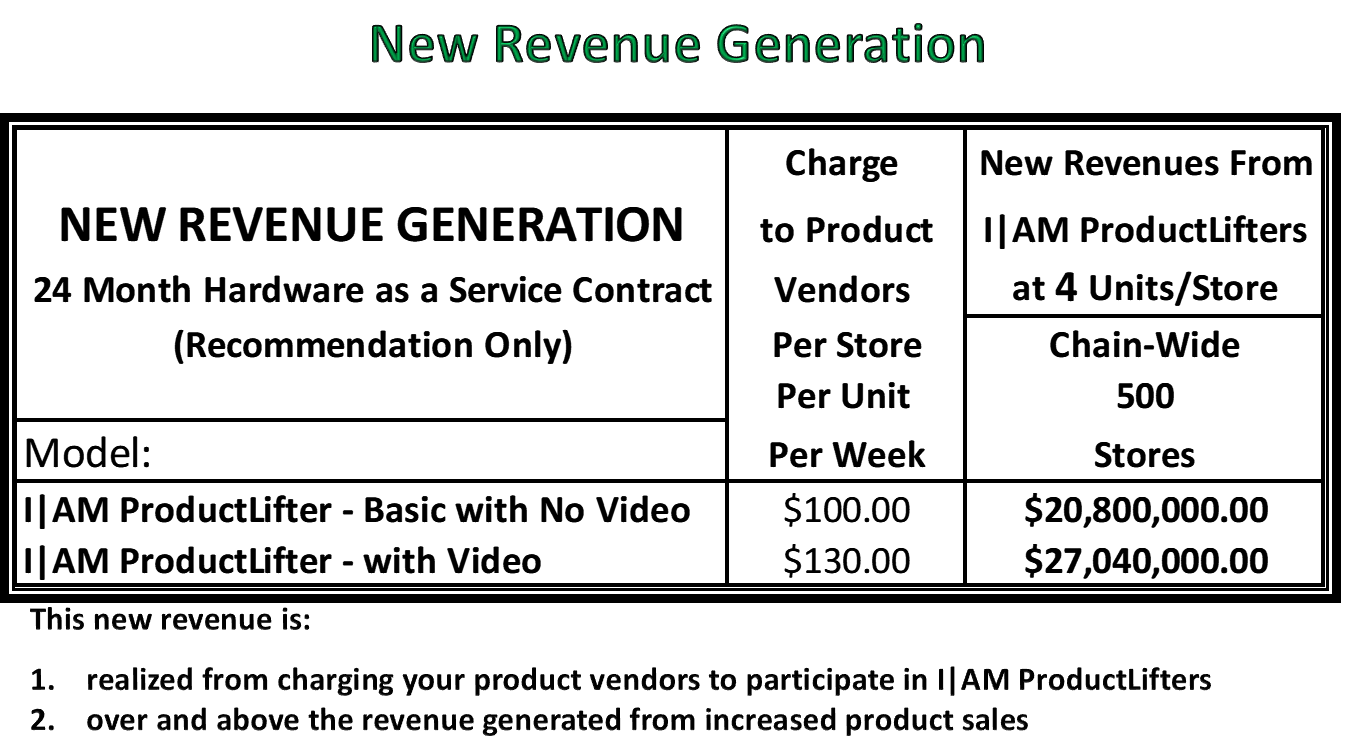 New Revenue Generation
NEW REVENUE GENERATION
24 Month Hardware as a Service Contract
(Recommendation Only)
Model:
Charge
to Product
Vendors
Per Store
Per Unit
Per Week
New Revenues From
I|AM ProductLifters
at 4 Units/Store
Chain-Wide
500
Stores
I|AM ProductLifter - Basic with No Video $100.00 $20,800,000.00
I|AM ProductLifter - with Video $130.00 $27,040,000.00
This new revenue is:
1. realized from charging your product vendors to participate in I|AM ProductLifters
2. over and above the revenue generated from increased product sales